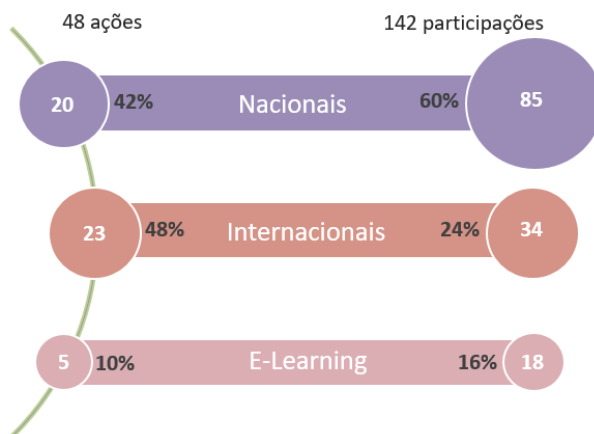 48 ações 142 participações
20 42% Nacionais 60% 85
23 48% Internacionais 24% 34
5 10% E-Learning 16% 18